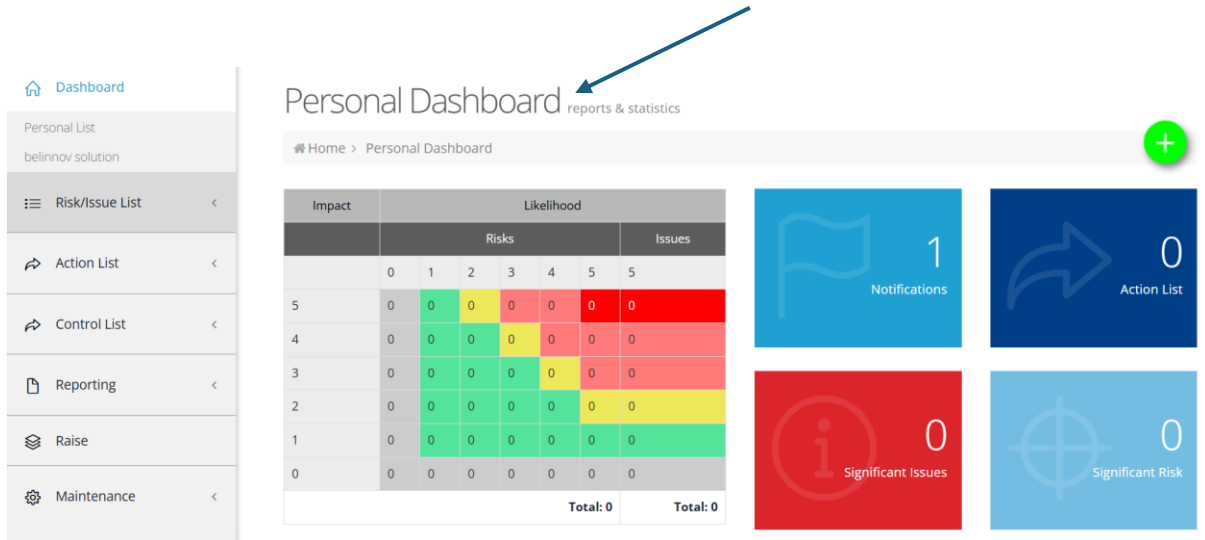 Dashboard
Personal List
belinnov solution
Risk/Issue List
Action List
Control List
Reporting
Raise
Maintenance
Personal Dashboard reports & statistics
Home > Personal Dashboard
Impact Likelihood
Risks Issues
0 1 2 3 4 5 5
5 0 0 0 0 0 0 0
4 0 0 0 0 0 0 0
3 0 0 0 0 0 0 0
2 0 0 0 0 0 0 0
1 0 0 0 0 0 0 0
0 0 0 0 0 0 0 0
Total: 0 Total: 0
1
Notifications
0
Action List
0
Significant Issues
0
Significant Risk